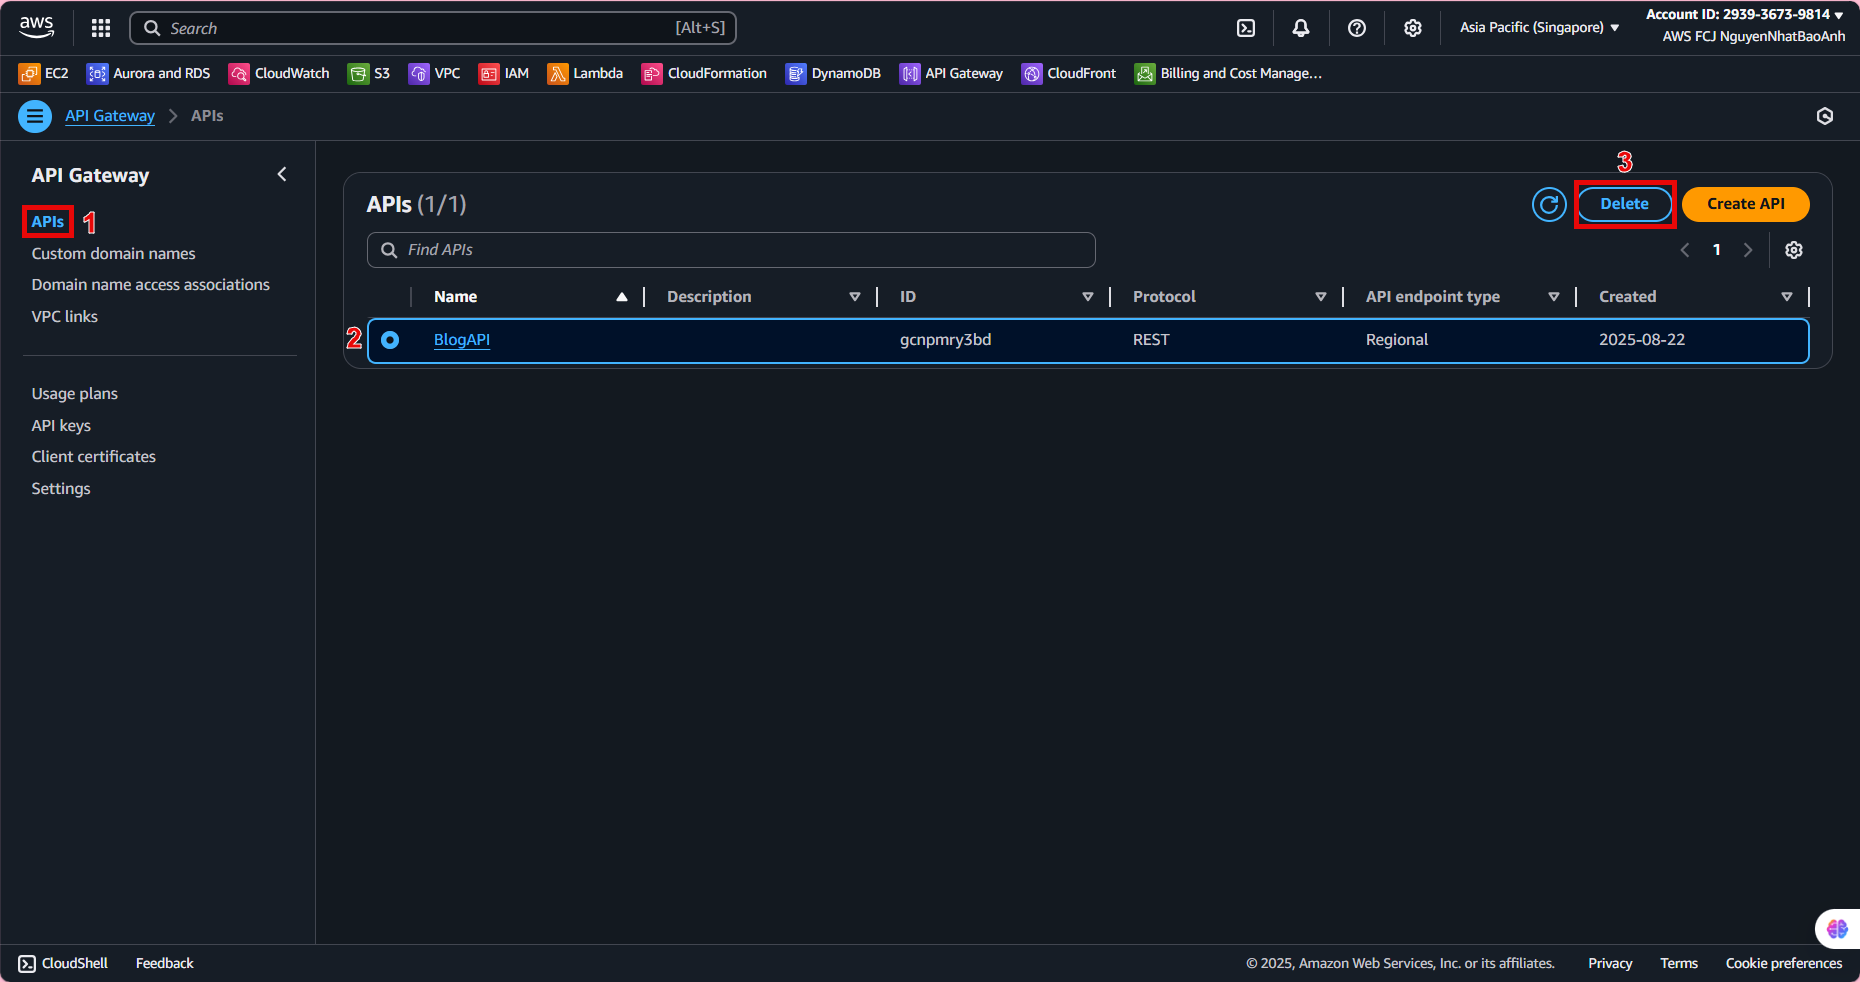 aws
Search [Alt+S]
Asia Pacific (Singapore)
Account ID: 2939-3673-9814
AWS FCJ NguyenNhatBaoAnh
EC2 Aurora and RDS CloudWatch S3 VPC IAM Lambda CloudFormation DynamoDB API Gateway CloudFront Billing and Cost Manage...
API Gateway APIs
API Gateway
APIs 1
Custom domain names
Domain name access associations
VPC links
Usage plans
API keys
Client certificates
Settings
3
APIs (1/1) Delete Create API
Find APIs 1
Name Description ID Protocol API endpoint type Created
2 BlogAPI gcnpmry3bd REST Regional 2025-08-22
CloudShell Feedback © 2025, Amazon Web Services, Inc. or its affiliates. Privacy Terms Cookie preferences